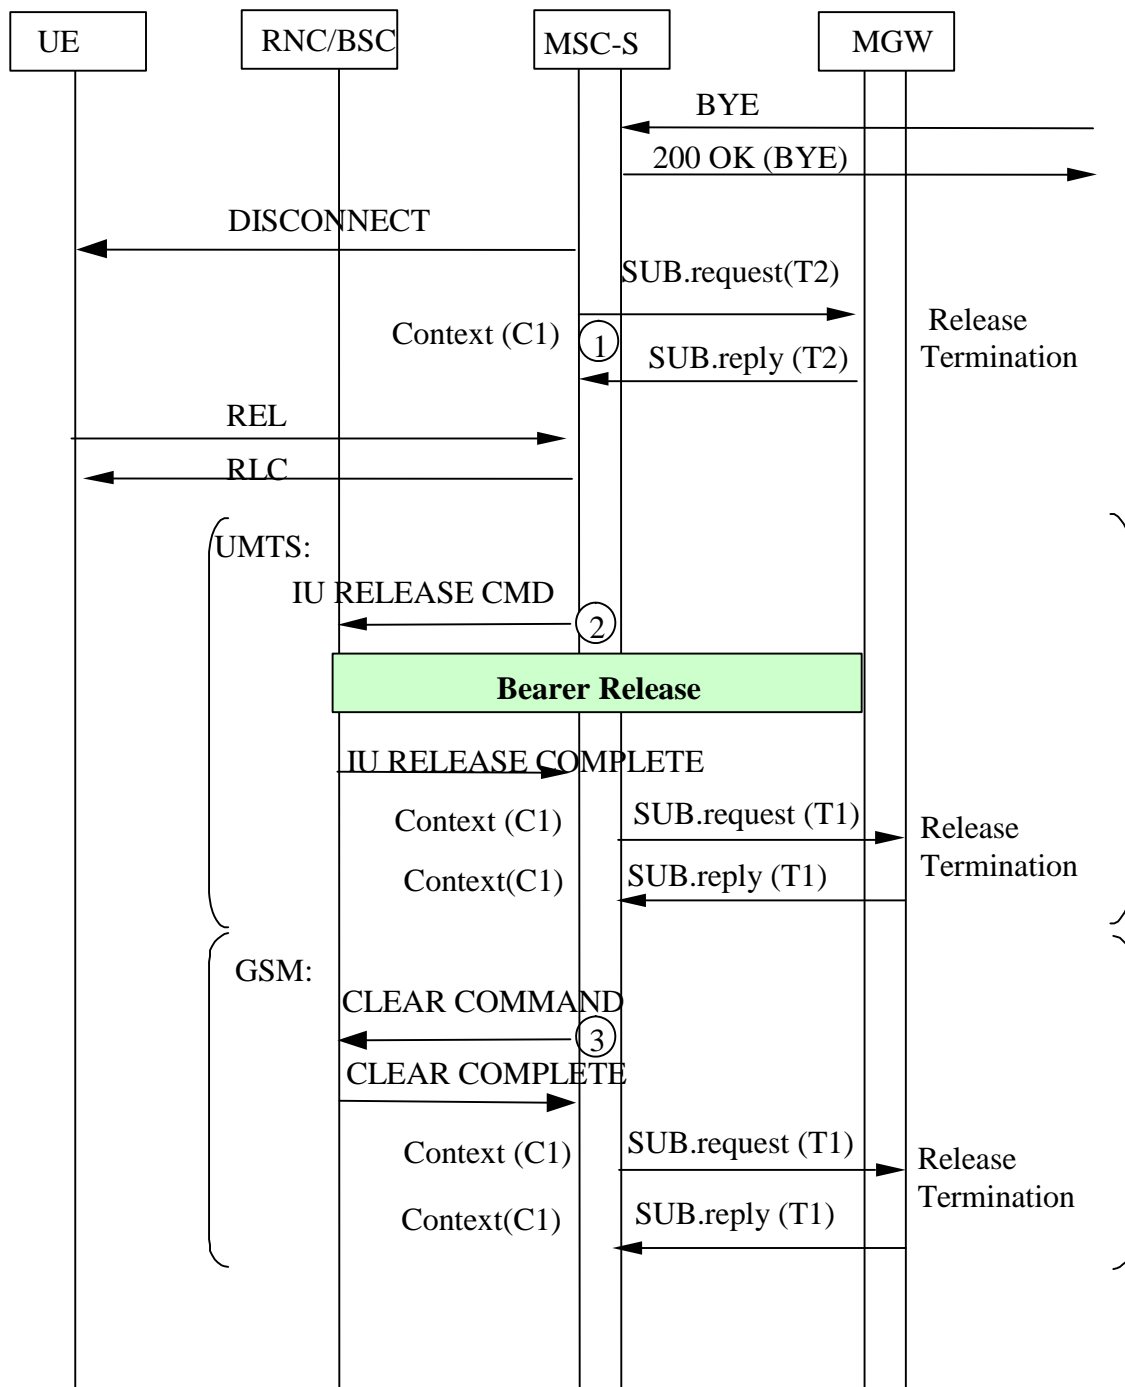 UE
RNC/BSC
MSC-S
MGW
BYE
200 OK (BYE)
DISCONNECT
SUB.request(T2)
Context (C1)
1
SUB.reply (T2)
Release
Termination
REL
RLC
UMTS:
IU RELEASE CMD
2
Bearer Release
IU RELEASE COMPLETE
Context (C1)
SUB.request (T1)
Release
Termination
Context(C1)
SUB.reply (T1)
GSM:
CLEAR COMMAND
3
CLEAR COMPLETE
Context (C1)
SUB.request (T1)
Release
Termination
Context(C1)
SUB.reply (T1)